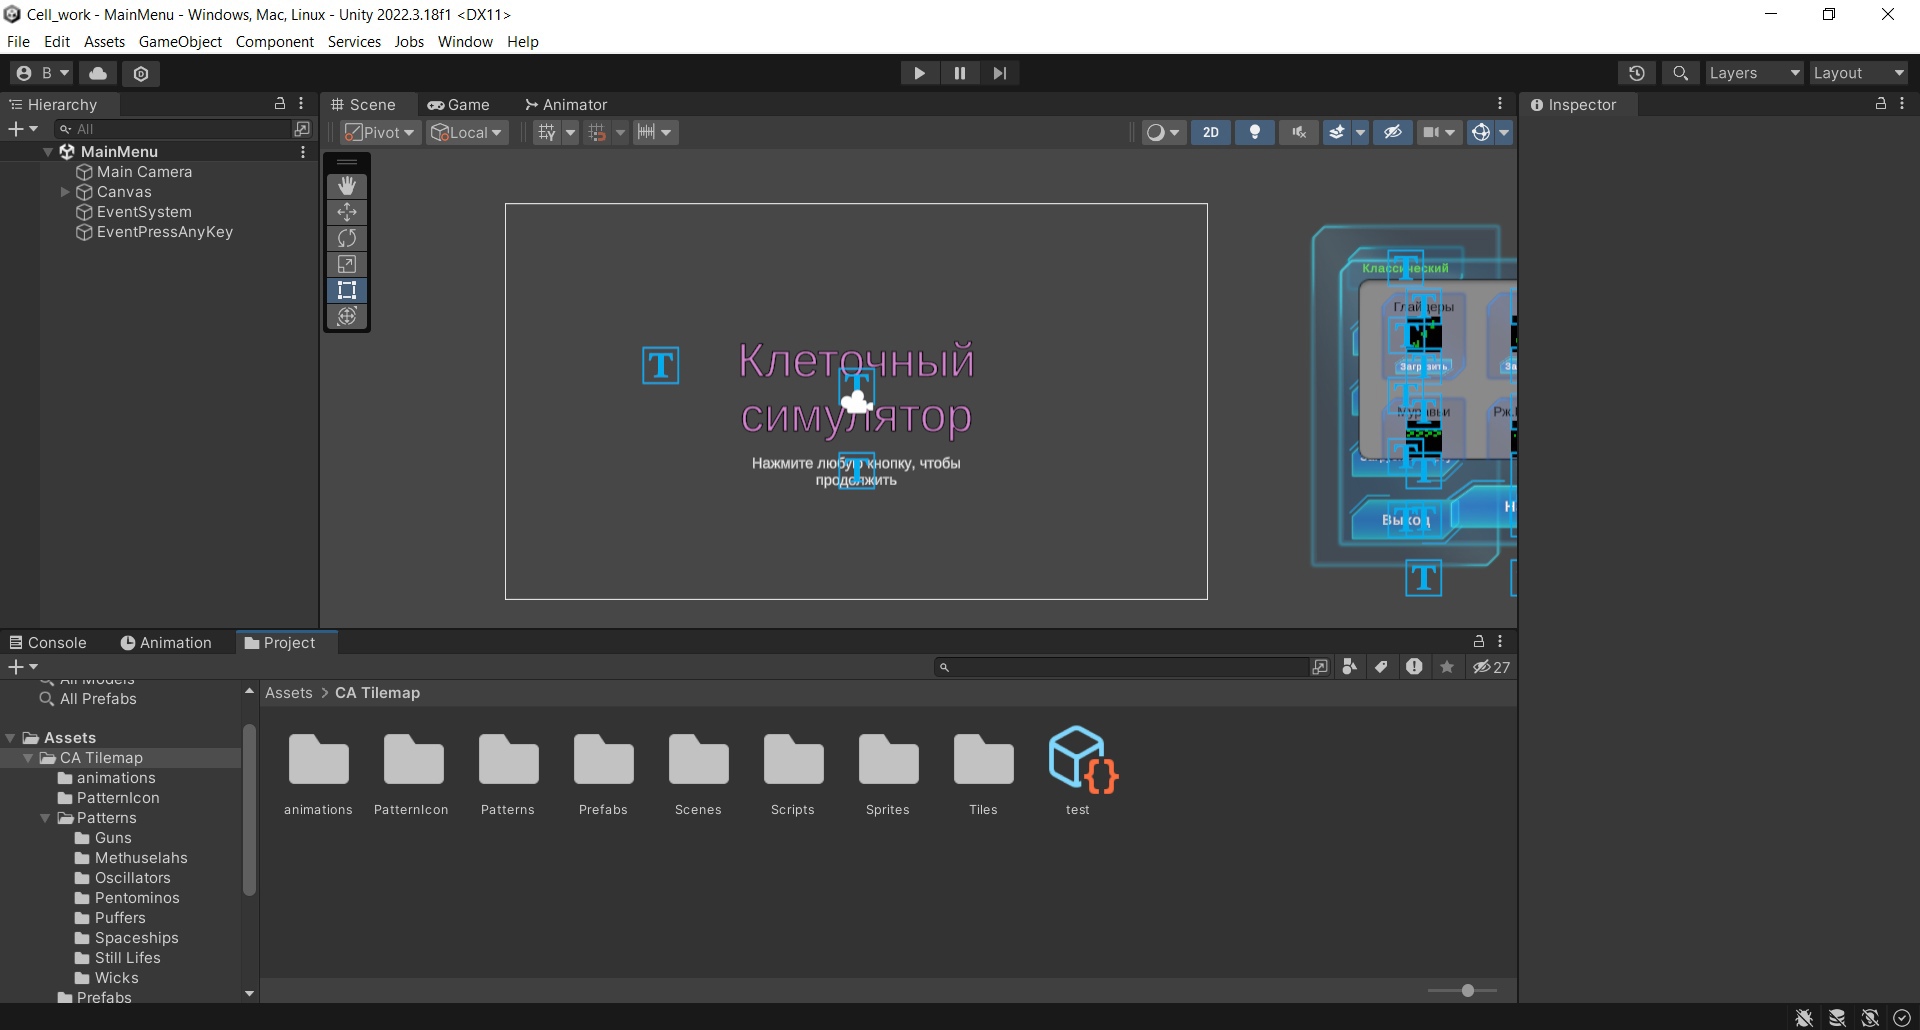 Cell_work - MainMenu - Windows, Mac, Linux - Unity 2022.3.18f1 <DX11>
File Edit Assets GameObject Component Services Jobs Window Help
B
Layers Layout
Hierarchy
All
MainMenu
Main Camera
Canvas
EventSystem
EventPressAnyKey
Scene Game Animator
Pivot Local 2D
Клеточный
симулятор
Нажмите любую кнопку, чтобы
продолжить
Классический
Глайдеры
Загрузить За
Муравьи Рж.
Выход Н
Inspector
Console Animation Project
27
All Models
All Prefabs
Assets
CA Tilemap
animations
PatternIcon
Patterns
Guns
Methuselahs
Oscillators
Pentominos
Puffers
Spaceships
Still Lifes
Wicks
Prefabs
Assets > CA Tilemap
animations PatternIcon Patterns Prefabs Scenes Scripts Sprites Tiles test